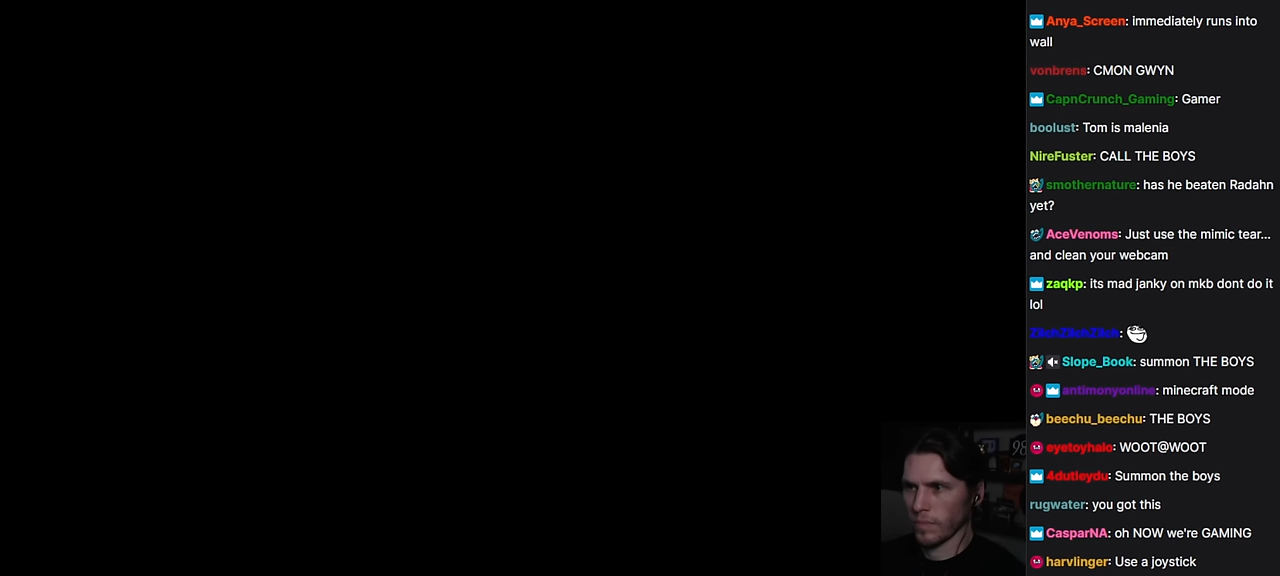 Anya_Screen: immediately runs into
wall
vonbrens: CMON GWYN
CapnCrunch_Gaming: Gamer
boolust: Tom is malenia
NireFuster: CALL THE BOYS
smothernature: has he beaten Radahn
yet?
AceVenoms: Just use the mimic tear...
and clean your webcam
zaqkp: its mad janky on mkb dont do it
lol
:
Slope_Book: summon THE BOYS
antimonyonline: minecraft mode
beechu_beechu: THE BOYS
eyetoyhalo: WOOT@WOOT
4dutleydu: Summon the boys
rugwater: you got this
CasparNA: oh NOW we're GAMING
harvlinger: Use a joystick
98